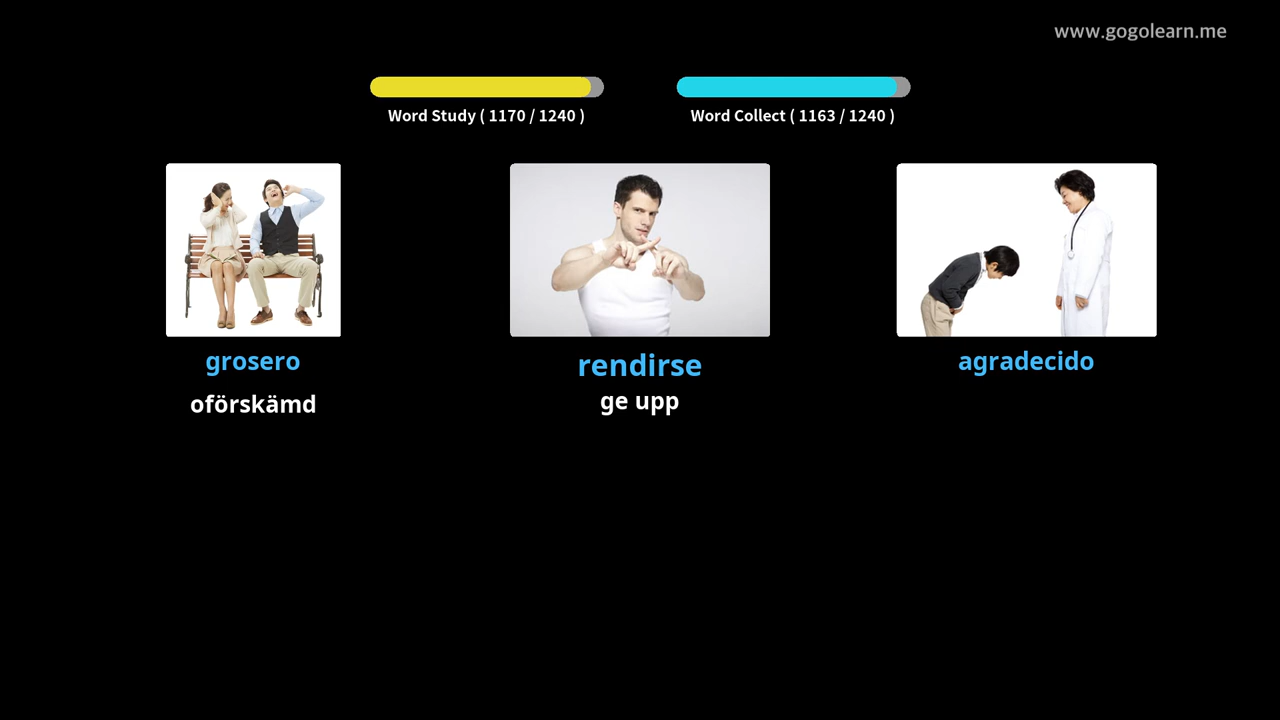 www.gogolearn.me
Word Study ( 1170 / 1240 )
Word Collect ( 1163 / 1240 )
grosero
oförskämd
rendirse
ge upp
agradecido